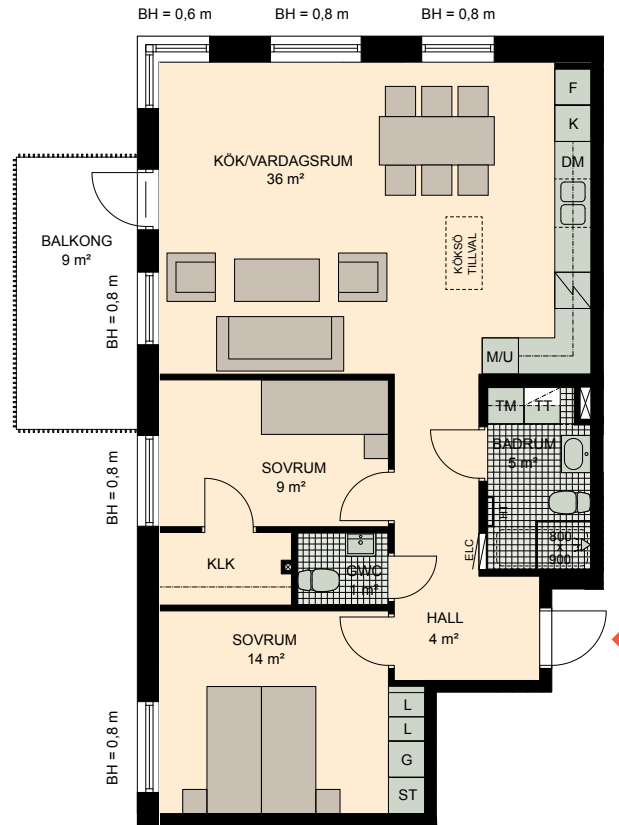 BH = 0,6 m
BH = 0,8 m
BH = 0,8 m
F
K
DM
KÖK/VARDAGSRUM
36 m²
BALKONG
9 m²
KÖKSÖ
TILLVAL
BH = 0,8 m
M/U
TM
TT
BADRUM
5 m²
SOVRUM
9 m²
BH = 0,8 m
HT
ELC
800
x
900
KLK
GWC
1 m²
HALL
4 m²
SOVRUM
14 m²
BH = 0,8 m
L
L
G
ST